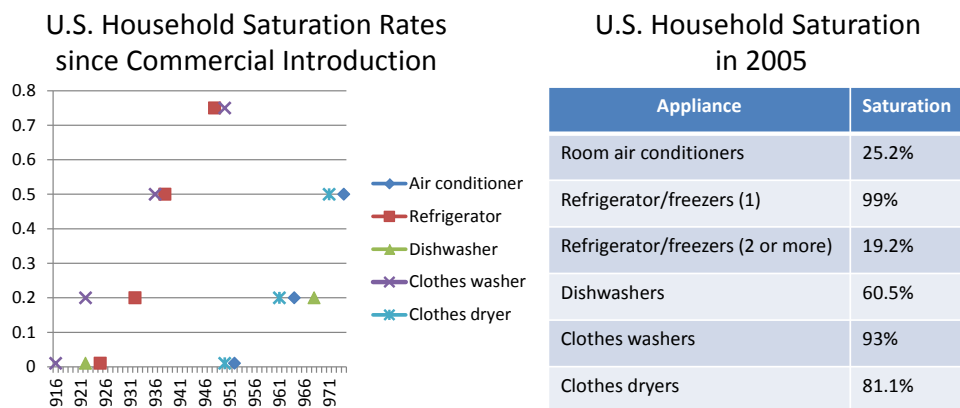 U.S. Household Saturation Rates
since Commercial Introduction
0.8
0.7
0.6
0.5
0.4
0.3
0.2
0.1
0
916 921 926 931 936 941 946 951 956 961 966 971
Air conditioner
Refrigerator
Dishwasher
Clothes washer
Clothes dryer
U.S. Household Saturation
in 2005
Appliance Saturation
Room air conditioners 25.2%
Refrigerator/freezers (1) 99%
Refrigerator/freezers (2 or more) 19.2%
Dishwashers 60.5%
Clothes washers 93%
Clothes dryers 81.1%